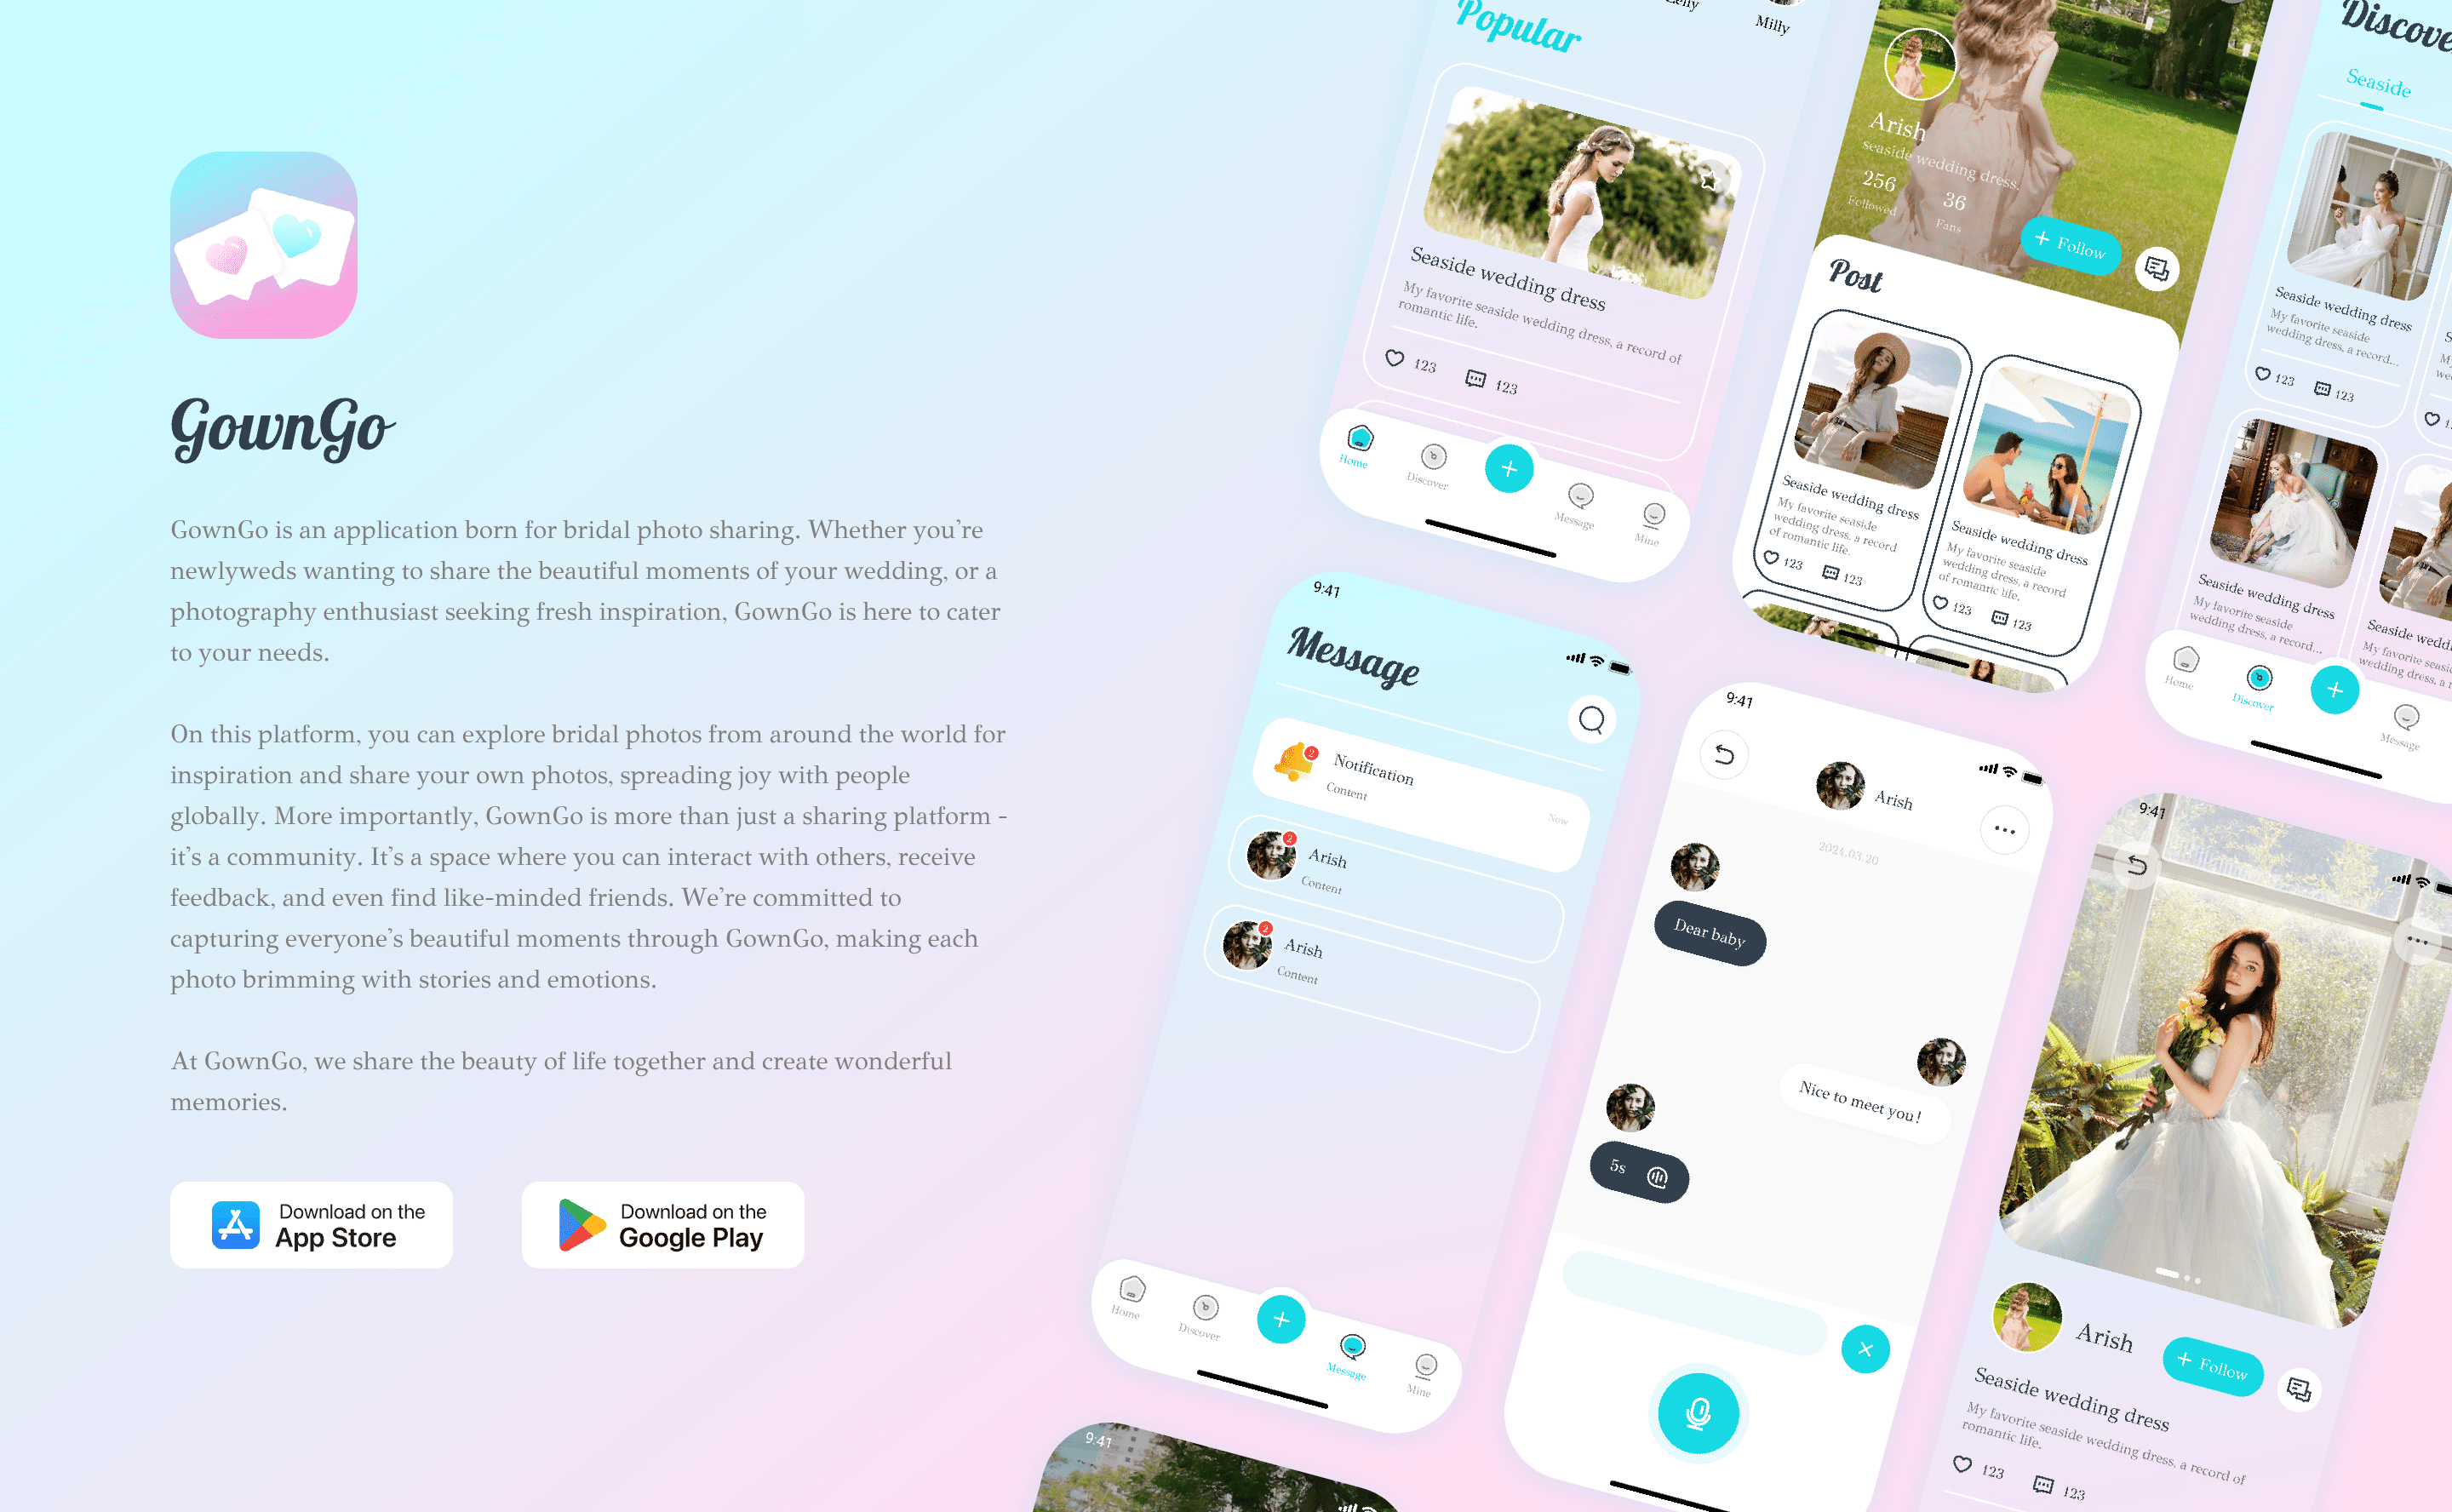 GownGo
GownGo is an application born for bridal photo sharing. Whether you’re
newlyweds wanting to share the beautiful moments of your wedding, or a
photography enthusiast seeking fresh inspiration, GownGo is here to cater
to your needs.
On this platform, you can explore bridal photos from around the world for
inspiration and share your own photos, spreading joy with people
globally. More importantly, GownGo is more than just a sharing platform -
it’s a community. It’s a space where you can interact with others, receive
feedback, and even find like-minded friends. We’re committed to
capturing everyone’s beautiful moments through GownGo, making each
photo brimming with stories and emotions.
At GownGo, we share the beauty of life together and create wonderful
memories.
Download on the
App Store
Download on the
Google Play
Milly
Popular
Seaside wedding dress
My favorite seaside wedding dress, a record of
romantic life.
123
123
Home
Discover
Message
Mine
Arish
seaside wedding dress.
256
Followed
36
Fans
+ Follow
Post
Seaside wedding dress
My favorite seaside
wedding dress, a record
of romantic life.
123
123
Seaside wedding dress
My favorite seaside
wedding dress, a record
of romantic life.
123
123
Seaside
Seaside wedding dress
My favorite seaside
wedding dress, a record...
123
123
Seaside wedding dress
My favorite seaside
wedding dress, a record...
Home
Discover
Message
9:41
Message
Notification
Content
Now
2
Arish
Content
2
Arish
Content
2
Home
Discover
Message
Mine
9:41
Arish
2024.03.20
Dear baby
Nice to meet you!
5s
9:41
Arish
+ Follow
Seaside wedding dress
My favorite seaside wedding dress, a record of
romantic life.
123
123
9:41